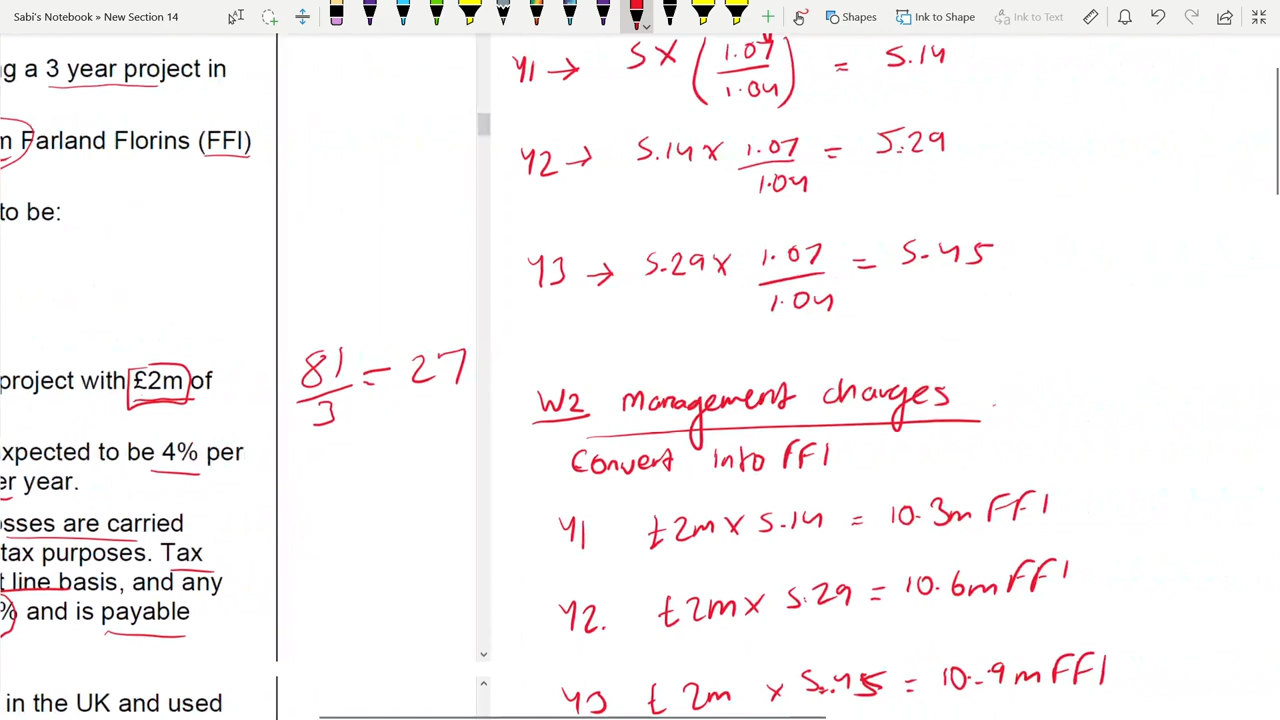 Sabi's Notebook » New Section 14
Shapes
Ink to Shape
Ink to Text
g a 3 year project in
m Farland Florins (FFl)
to be:
project with £2m of
xpected to be 4% per
er year.
osses are carried
tax purposes. Tax
t line basis, and any
% and is payable
in the UK and used
81/3 = 27
Y1 → 5 x (1.07/1.04) = 5.14
Y2 → 5.14 x 1.07/1.04 = 5.29
Y3 → 5.29 x 1.07/1.04 = 5.45
W2 management charges
Convert into FFl
Y1 £2m x 5.14 = 10.3m FFl
Y2. £2m x 5.29 = 10.6m FFl
Y3 £2m x 5.45 = 10.9m FFl